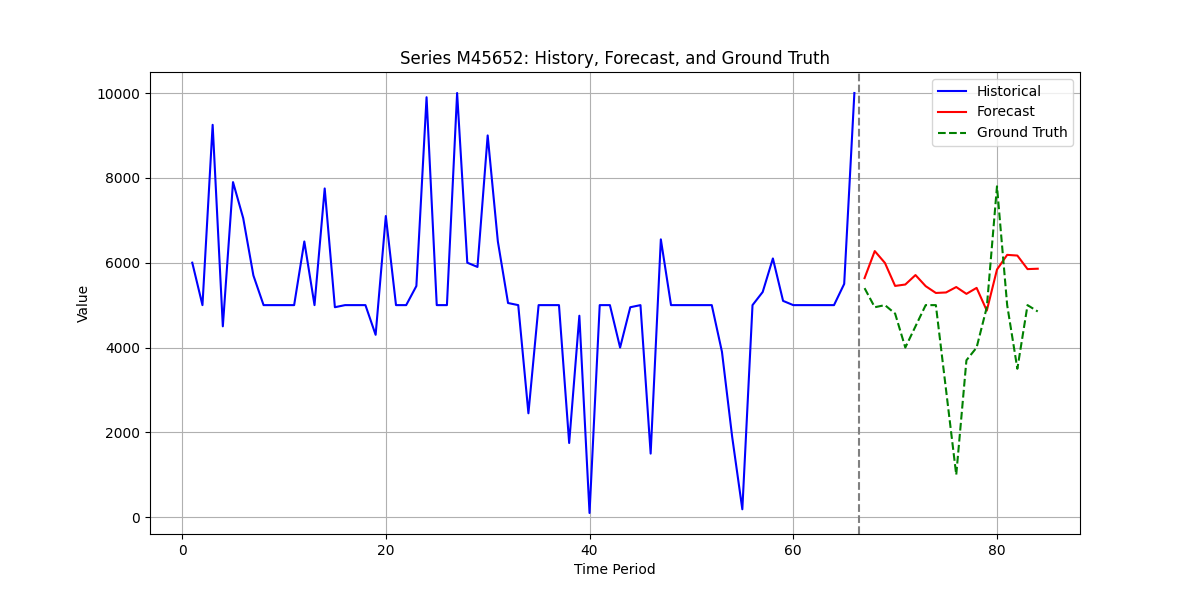 Series M45652: History, Forecast, and Ground Truth
Historical
Forecast
Ground Truth
Value
10000
8000
6000
4000
2000
0
0 20 40 60 80
Time Period